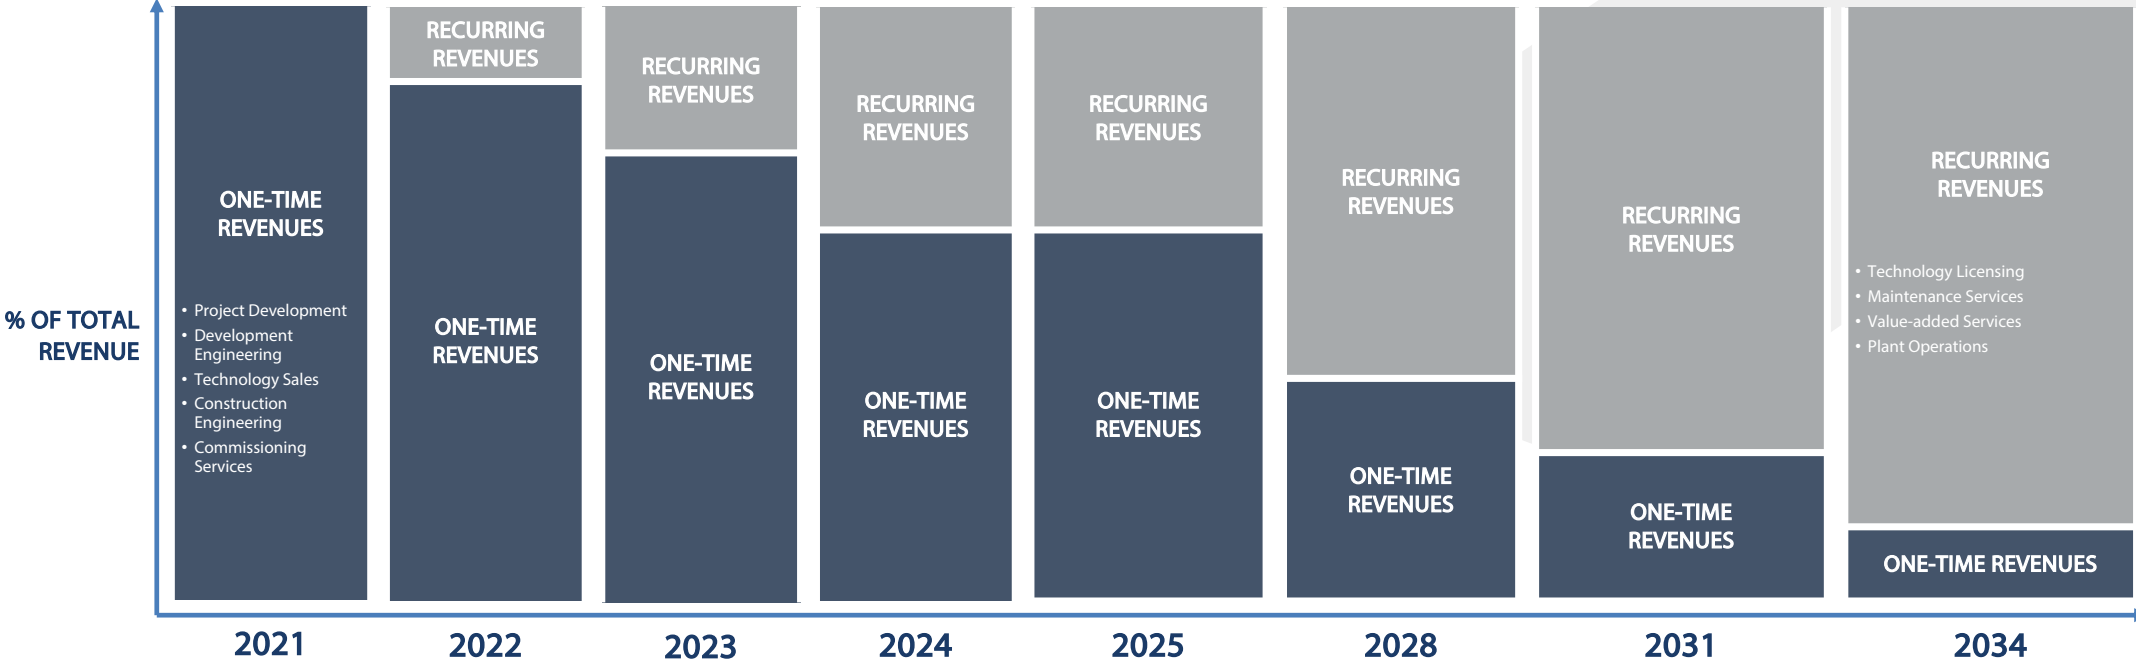 % OF TOTAL
REVENUE
ONE-TIME
REVENUES
• Project Development
• Development
Engineering
• Technology Sales
• Construction
Engineering
• Commissioning
Services
RECURRING
REVENUES
ONE-TIME
REVENUES
RECURRING
REVENUES
ONE-TIME
REVENUES
RECURRING
REVENUES
ONE-TIME
REVENUES
RECURRING
REVENUES
ONE-TIME
REVENUES
RECURRING
REVENUES
ONE-TIME
REVENUES
RECURRING
REVENUES
ONE-TIME
REVENUES
RECURRING
REVENUES
• Technology Licensing
• Maintenance Services
• Value-added Services
• Plant Operations
ONE-TIME REVENUES
2021 2022 2023 2024 2025 2028 2031 2034